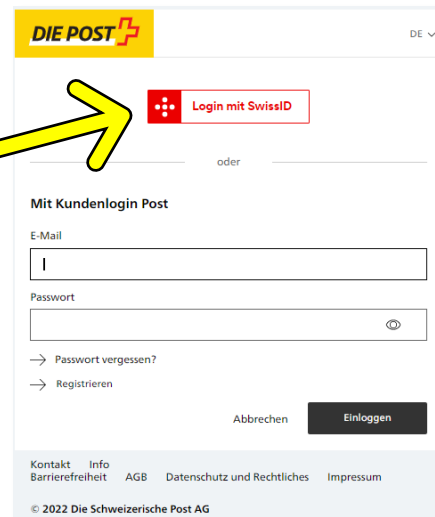 DIE POST
DE
Login mit SwissID
oder
Mit Kundenlogin Post
E-Mail
Passwort
Passwort vergessen?
Registrieren
Abbrechen Einloggen
Kontakt Info
Barrierefreiheit AGB Datenschutz und Rechtliches Impressum
© 2022 Die Schweizerische Post AG